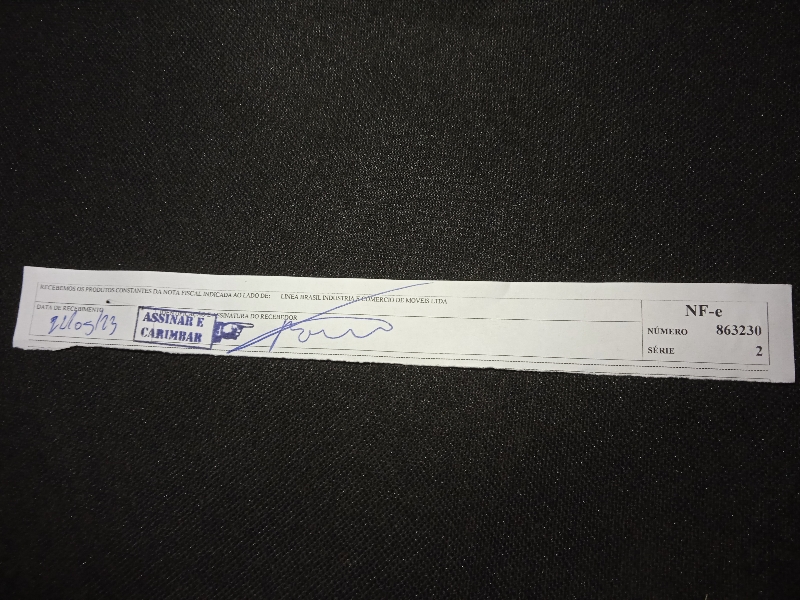 RECEBEMOS OS PRODUTOS CONSTANTES DA NOTA FISCAL INDICADA AO LADO DE: LINEA BRASIL INDUSTRIA E COMERCIO DE MOVEIS LTDA
DATA DE RECEBIMENTO
ASSINATURA DO RECEBEDOR
ASSINAR E
CARIMBAR
NF-e
NÚMERO 863230
SÉRIE 2